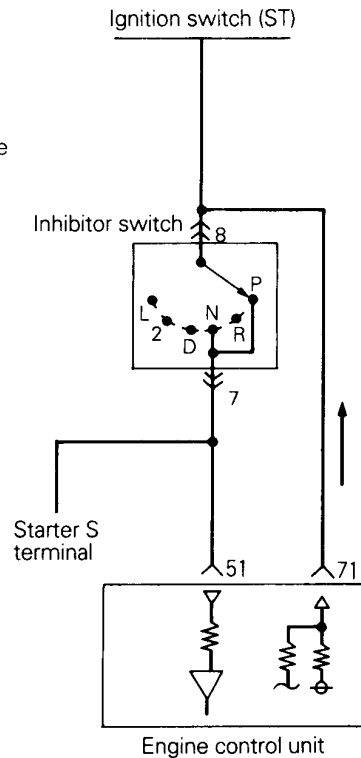 Ignition switch (ST)
e
Inhibitor switch
8
P
L
N
R
2
D
7
Starter S
terminal
51
71
Engine control unit